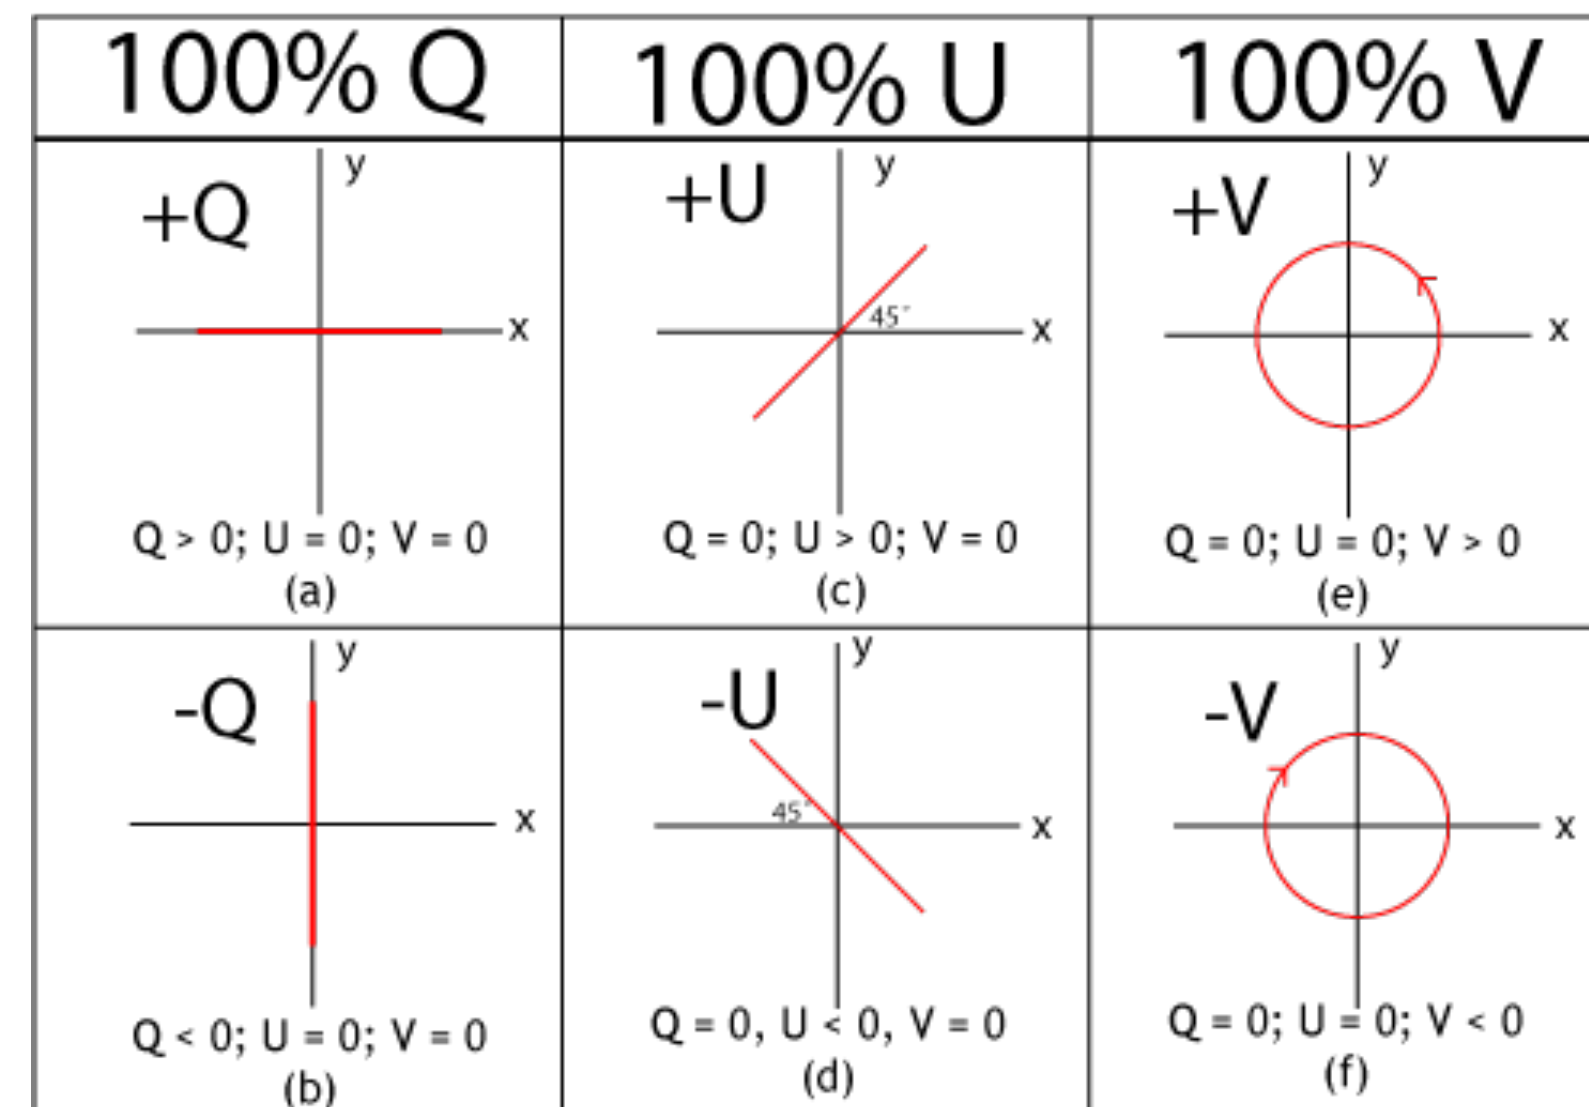 100% Q
100% U
100% V
+Q
y
x
Q > 0; U = 0; V = 0
(a)
+U
y
45°
x
Q = 0; U > 0; V = 0
(c)
+V
y
x
Q = 0; U = 0; V > 0
(e)
-Q
y
x
Q < 0; U = 0; V = 0
(b)
-U
y
45°
x
Q = 0, U < 0, V = 0
(d)
-V
y
x
Q = 0; U = 0; V < 0
(f)